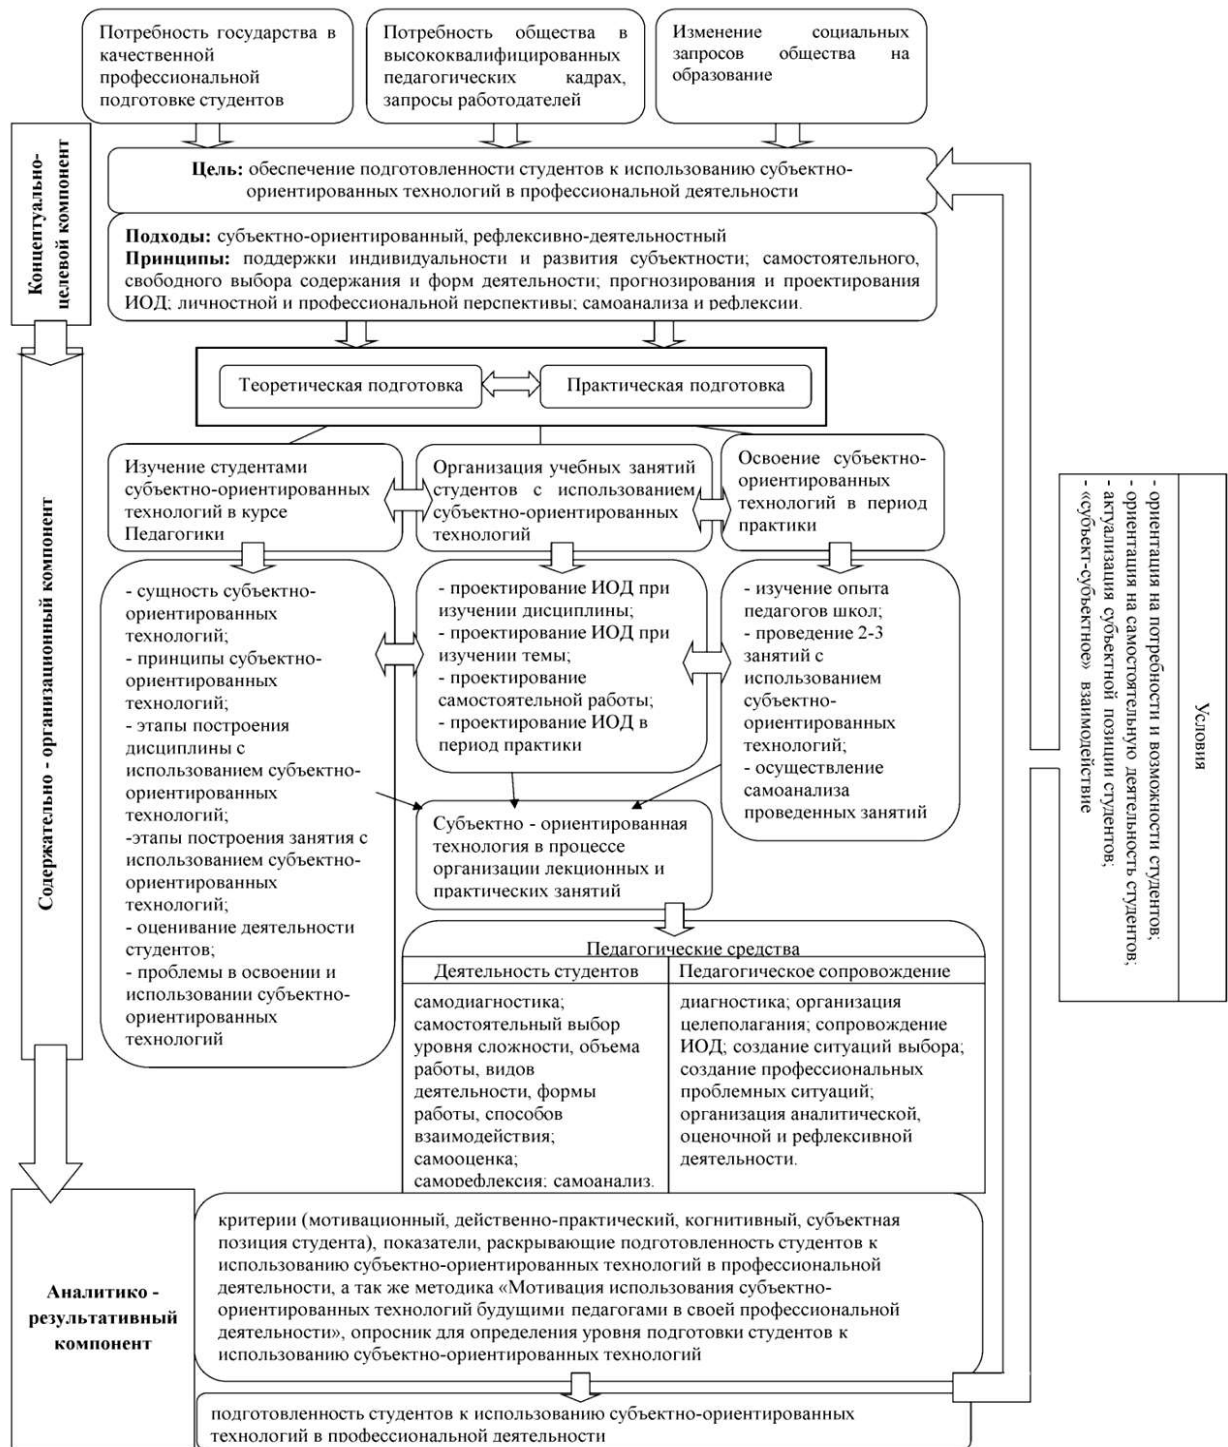 Потребность государства в
качественной
профессиональной
подготовке студентов
Потребность общества в
высококвалифицированных
педагогических кадрах,
запросы работодателей
Изменение социальных
запросов общества на
образование
Концептуально-
целевой компонент
Цель: обеспечение подготовленности студентов к использованию субъектно-
ориентированных технологий в профессиональной деятельности
Подходы: субъектно-ориентированный, рефлексивно-деятельностный
Принципы: поддержки индивидуальности и развития субъектности; самостоятельного,
свободного выбора содержания и форм деятельности; прогнозирования и проектирования
ИОД; личностной и профессиональной перспективы; самоанализа и рефлексии.
Содержательно - организационный компонент
Теоретическая подготовка
Практическая подготовка
Изучение студентами
субъектно-ориентированных
технологий в курсе
Педагогики
Организация учебных занятий
студентов с использованием
субъектно-ориентированных
технологий
Освоение субъектно-
ориентированных
технологий в период
практики
- сущность субъектно-
ориентированных
технологий;
- принципы субъектно-
ориентированных
технологий;
- этапы построения
дисциплины с
использованием субъектно-
ориентированных
технологий;
-этапы построения занятия с
использованием субъектно-
ориентированных
технологий;
- оценивание деятельности
студентов;
- проблемы в освоении и
использовании субъектно-
ориентированных
технологий
- проектирование ИОД при
изучении дисциплины;
- проектирование ИОД при
изучении темы;
- проектирование
самостоятельной работы;
- проектирование ИОД в
период практики
- изучение опыта
педагогов школ;
- проведение 2-3
занятий с
использованием
субъектно-
ориентированных
технологий;
- осуществление
самоанализа
проведенных занятий
Субъектно - ориентированная
технология в процессе
организации лекционных и
практических занятий
Педагогические средства
Деятельность студентов
Педагогическое сопровождение
самодиагностика;
самостоятельный выбор
уровня сложности, объема
работы, видов
деятельности, формы
работы, способов
взаимодействия;
самооценка;
саморефлексия; самоанализ.
диагностика; организация
целеполагания; сопровождение
ИОД; создание ситуаций выбора;
создание профессиональных
проблемных ситуаций;
организация аналитической,
оценочной и рефлексивной
деятельности.
Условия
- ориентация на потребности и возможности студентов;
- ориентация на самостоятельную деятельность студентов;
- актуализация субъектной позиции студентов;
- «субъект-субъектное» взаимодействие
Аналитико -
результативный
компонент
критерии (мотивационный, действенно-практический, когнитивный, субъектная
позиция студента), показатели, раскрывающие подготовленность студентов к
использованию субъектно-ориентированных технологий в профессиональной
деятельности, а так же методика «Мотивация использования субъектно-
ориентированных технологий будущими педагогами в своей профессиональной
деятельности», опросник для определения уровня подготовки студентов к
использованию субъектно-ориентированных технологий
подготовленность студентов к использованию субъектно-ориентированных
технологий в профессиональной деятельности